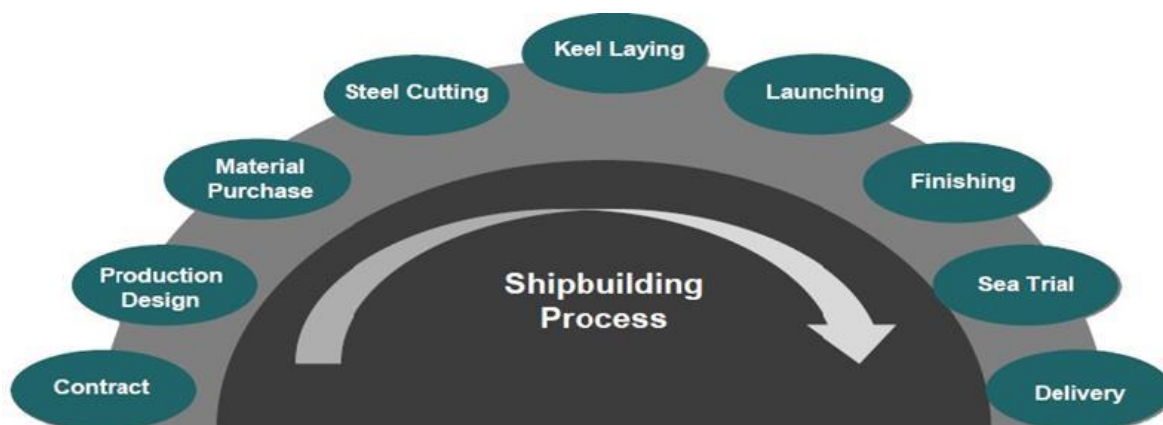 Contract
Production
Design
Material
Purchase
Steel Cutting
Keel Laying
Launching
Finishing
Sea Trial
Delivery
Shipbuilding
Process